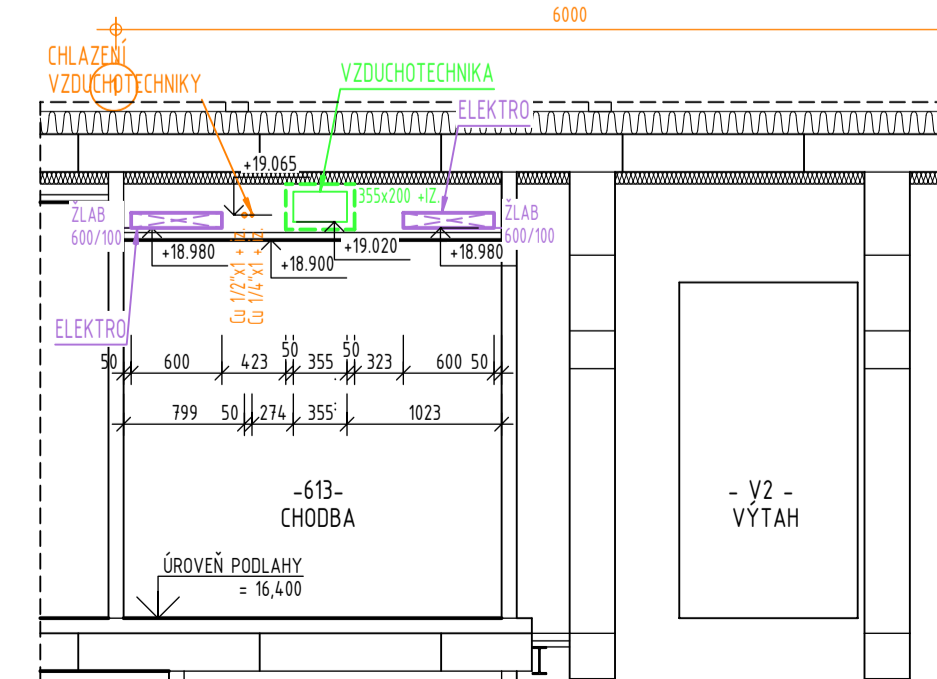 6000
CHLAZENÍ
VZDUCHOTECHNIKY
1
VZDUCHOTECHNIKA
ELEKTRO
+19.065
355x200 +IZ.
ŽLAB
600/100
ŽLAB
600/100
+18.980
+18.900
+19.020
+18.980
Cu 1/2"x1 + iz.
Cu 1/4"x1 + iz.
ELEKTRO
50
600
423
50
355
50
323
600
50
799
50
274
355
1023
-613-
CHODBA
- V2 -
VÝTAH
ÚROVEŇ PODLAHY
= 16,400